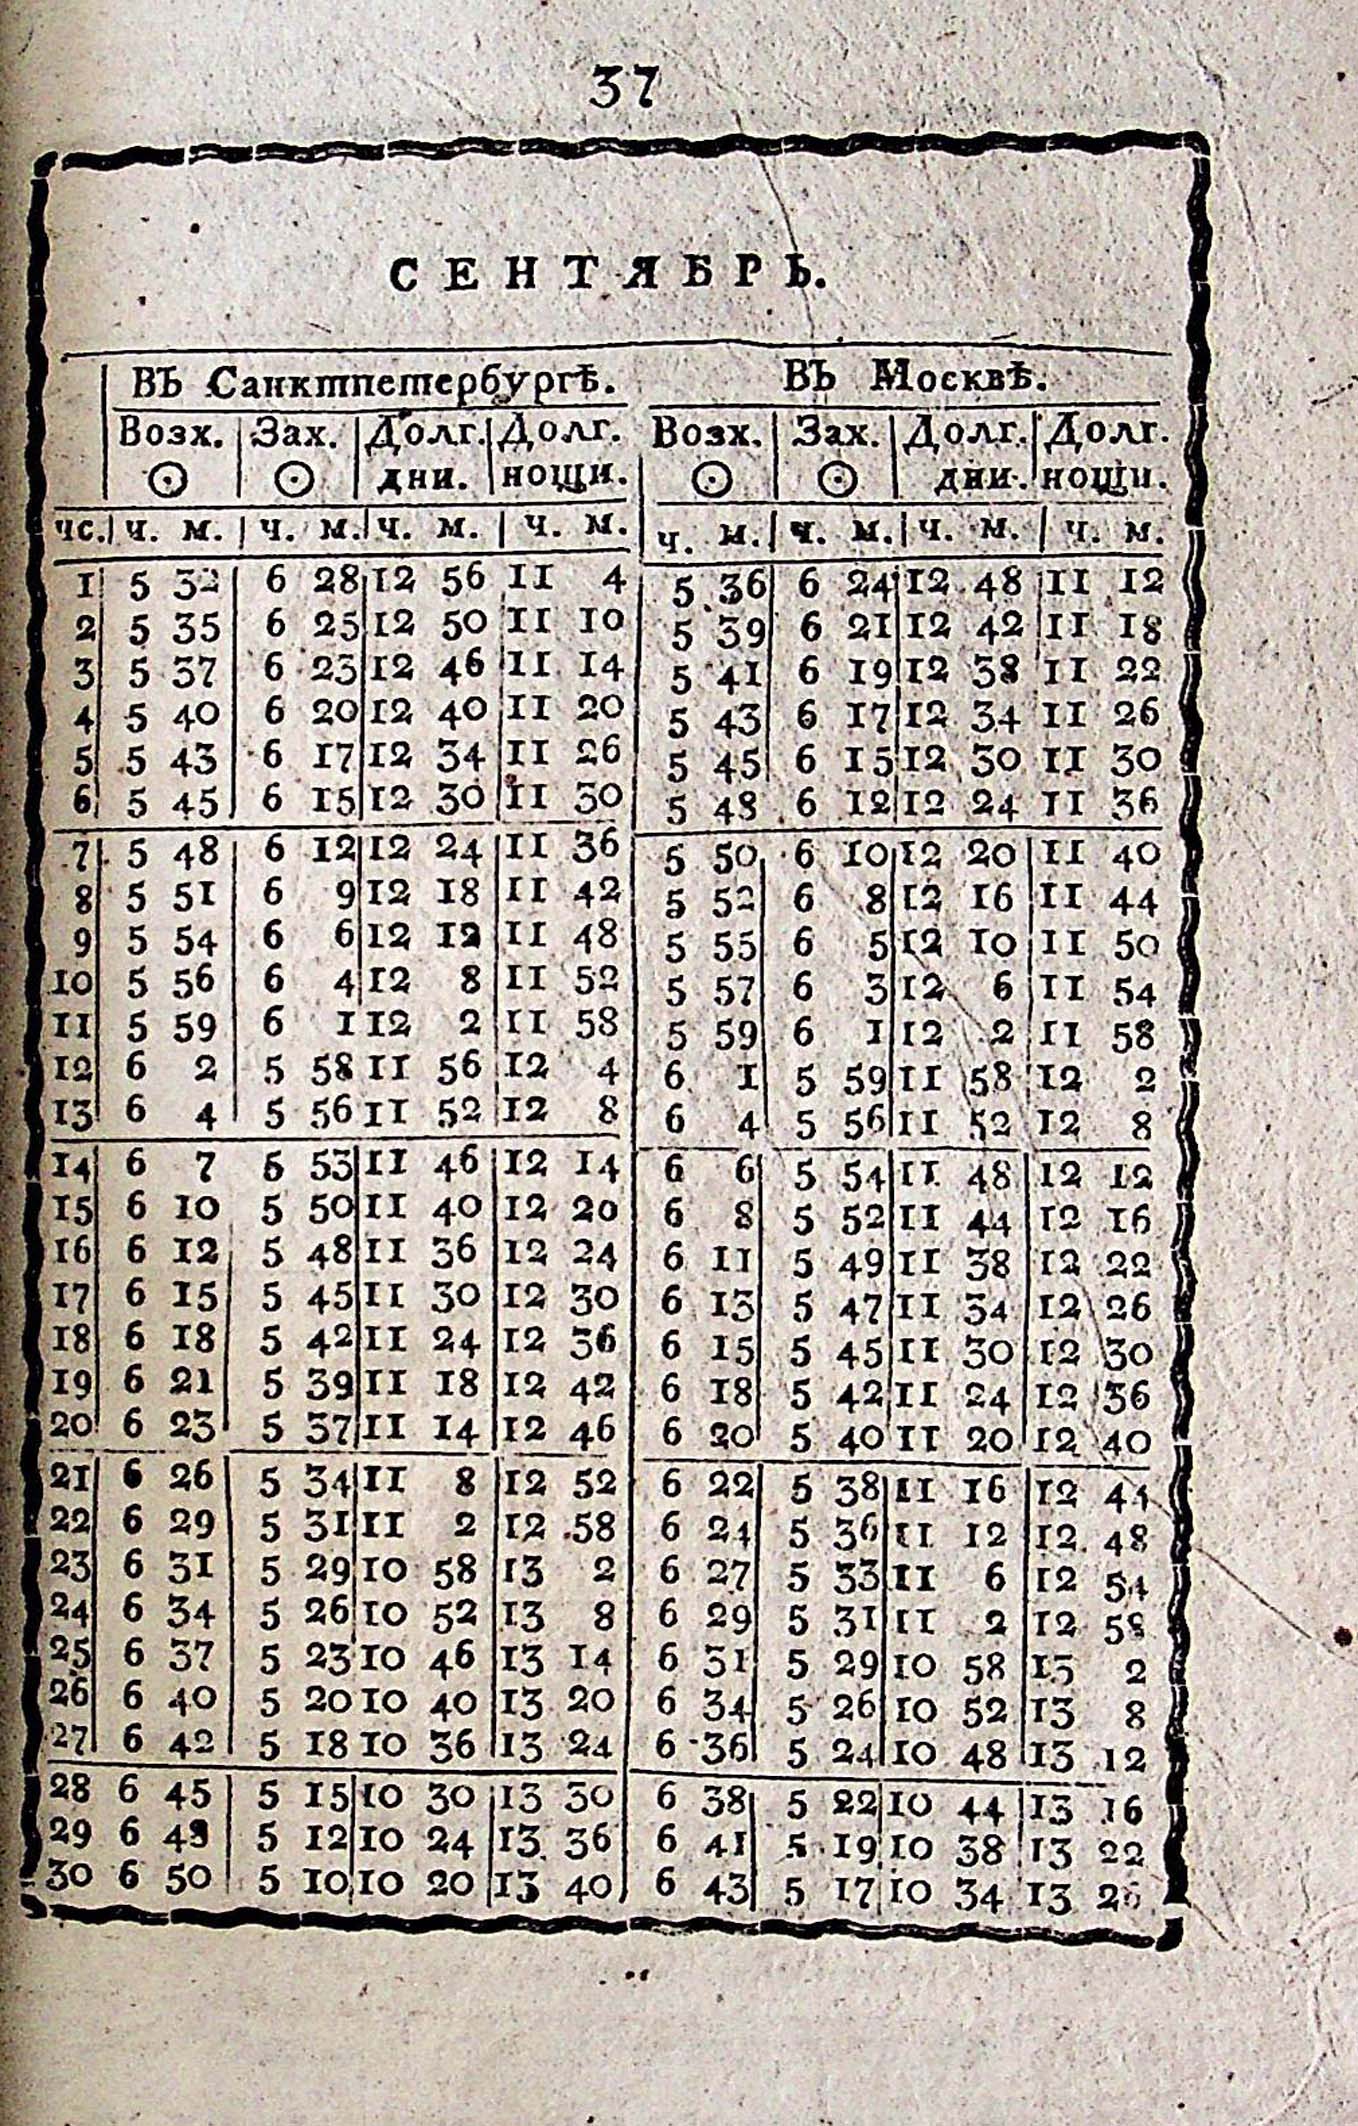 37
СЕНТЯБРЬ.
ВЪ Санктпетербургѣ. ВЪ Москвѣ.
Возх. Зах. Долг. Долг. Возх. Зах. Долг. Долг.
☉ ☉ дни. нощи. ☉ ☉ дни. нощи.
чс. ч. м. ч. м. ч. м. ч. м. ч. м. ч. м. ч. м. ч. м.
1 5 32 6 28 12 56 11 4 5 36 6 24 12 48 11 12
2 5 35 6 25 12 50 11 10 5 39 6 21 12 42 11 18
3 5 37 6 23 12 46 11 14 5 41 6 19 12 38 11 22
4 5 40 6 20 12 40 11 20 5 43 6 17 12 34 11 26
5 5 43 6 17 12 34 11 26 5 45 6 15 12 30 11 30
6 5 45 6 15 12 30 11 30 5 48 6 12 12 24 11 36
7 5 48 6 12 12 24 11 36 5 50 6 10 12 20 11 40
8 5 51 6 9 12 18 11 42 5 52 6 8 12 16 11 44
9 5 54 6 6 12 12 11 48 5 55 6 5 12 10 11 50
10 5 56 6 4 12 8 11 52 5 57 6 3 12 6 11 54
11 5 59 6 1 12 2 11 58 5 59 6 1 12 2 11 58
12 6 2 5 58 11 56 12 4 6 1 5 59 11 58 12 2
13 6 4 5 56 11 52 12 8 6 4 5 56 11 52 12 8
14 6 7 5 53 11 46 12 14 6 6 5 54 11 48 12 12
15 6 10 5 50 11 40 12 20 6 8 5 52 11 44 12 16
16 6 12 5 48 11 36 12 24 6 11 5 49 11 38 12 22
17 6 15 5 45 11 30 12 30 6 13 5 47 11 34 12 26
18 6 18 5 42 11 24 12 36 6 15 5 45 11 30 12 30
19 6 21 5 39 11 18 12 42 6 18 5 42 11 24 12 36
20 6 23 5 37 11 14 12 46 6 20 5 40 11 20 12 40
21 6 26 5 34 11 8 12 52 6 22 5 38 11 16 12 44
22 6 29 5 31 11 2 12 58 6 24 5 36 11 12 12 48
23 6 31 5 29 10 58 13 2 6 27 5 33 11 6 12 54
24 6 34 5 26 10 52 13 8 6 29 5 31 11 2 12 58
25 6 37 5 23 10 46 13 14 6 31 5 29 10 58 13 2
26 6 40 5 20 10 40 13 20 6 34 5 26 10 52 13 8
27 6 42 5 18 10 36 13 24 6 36 5 24 10 48 13 12
28 6 45 5 15 10 30 13 30 6 38 5 22 10 44 13 16
29 6 48 5 12 10 24 13 36 6 41 5 19 10 38 13 22
30 6 50 5 10 10 20 13 40 6 43 5 17 10 34 13 26